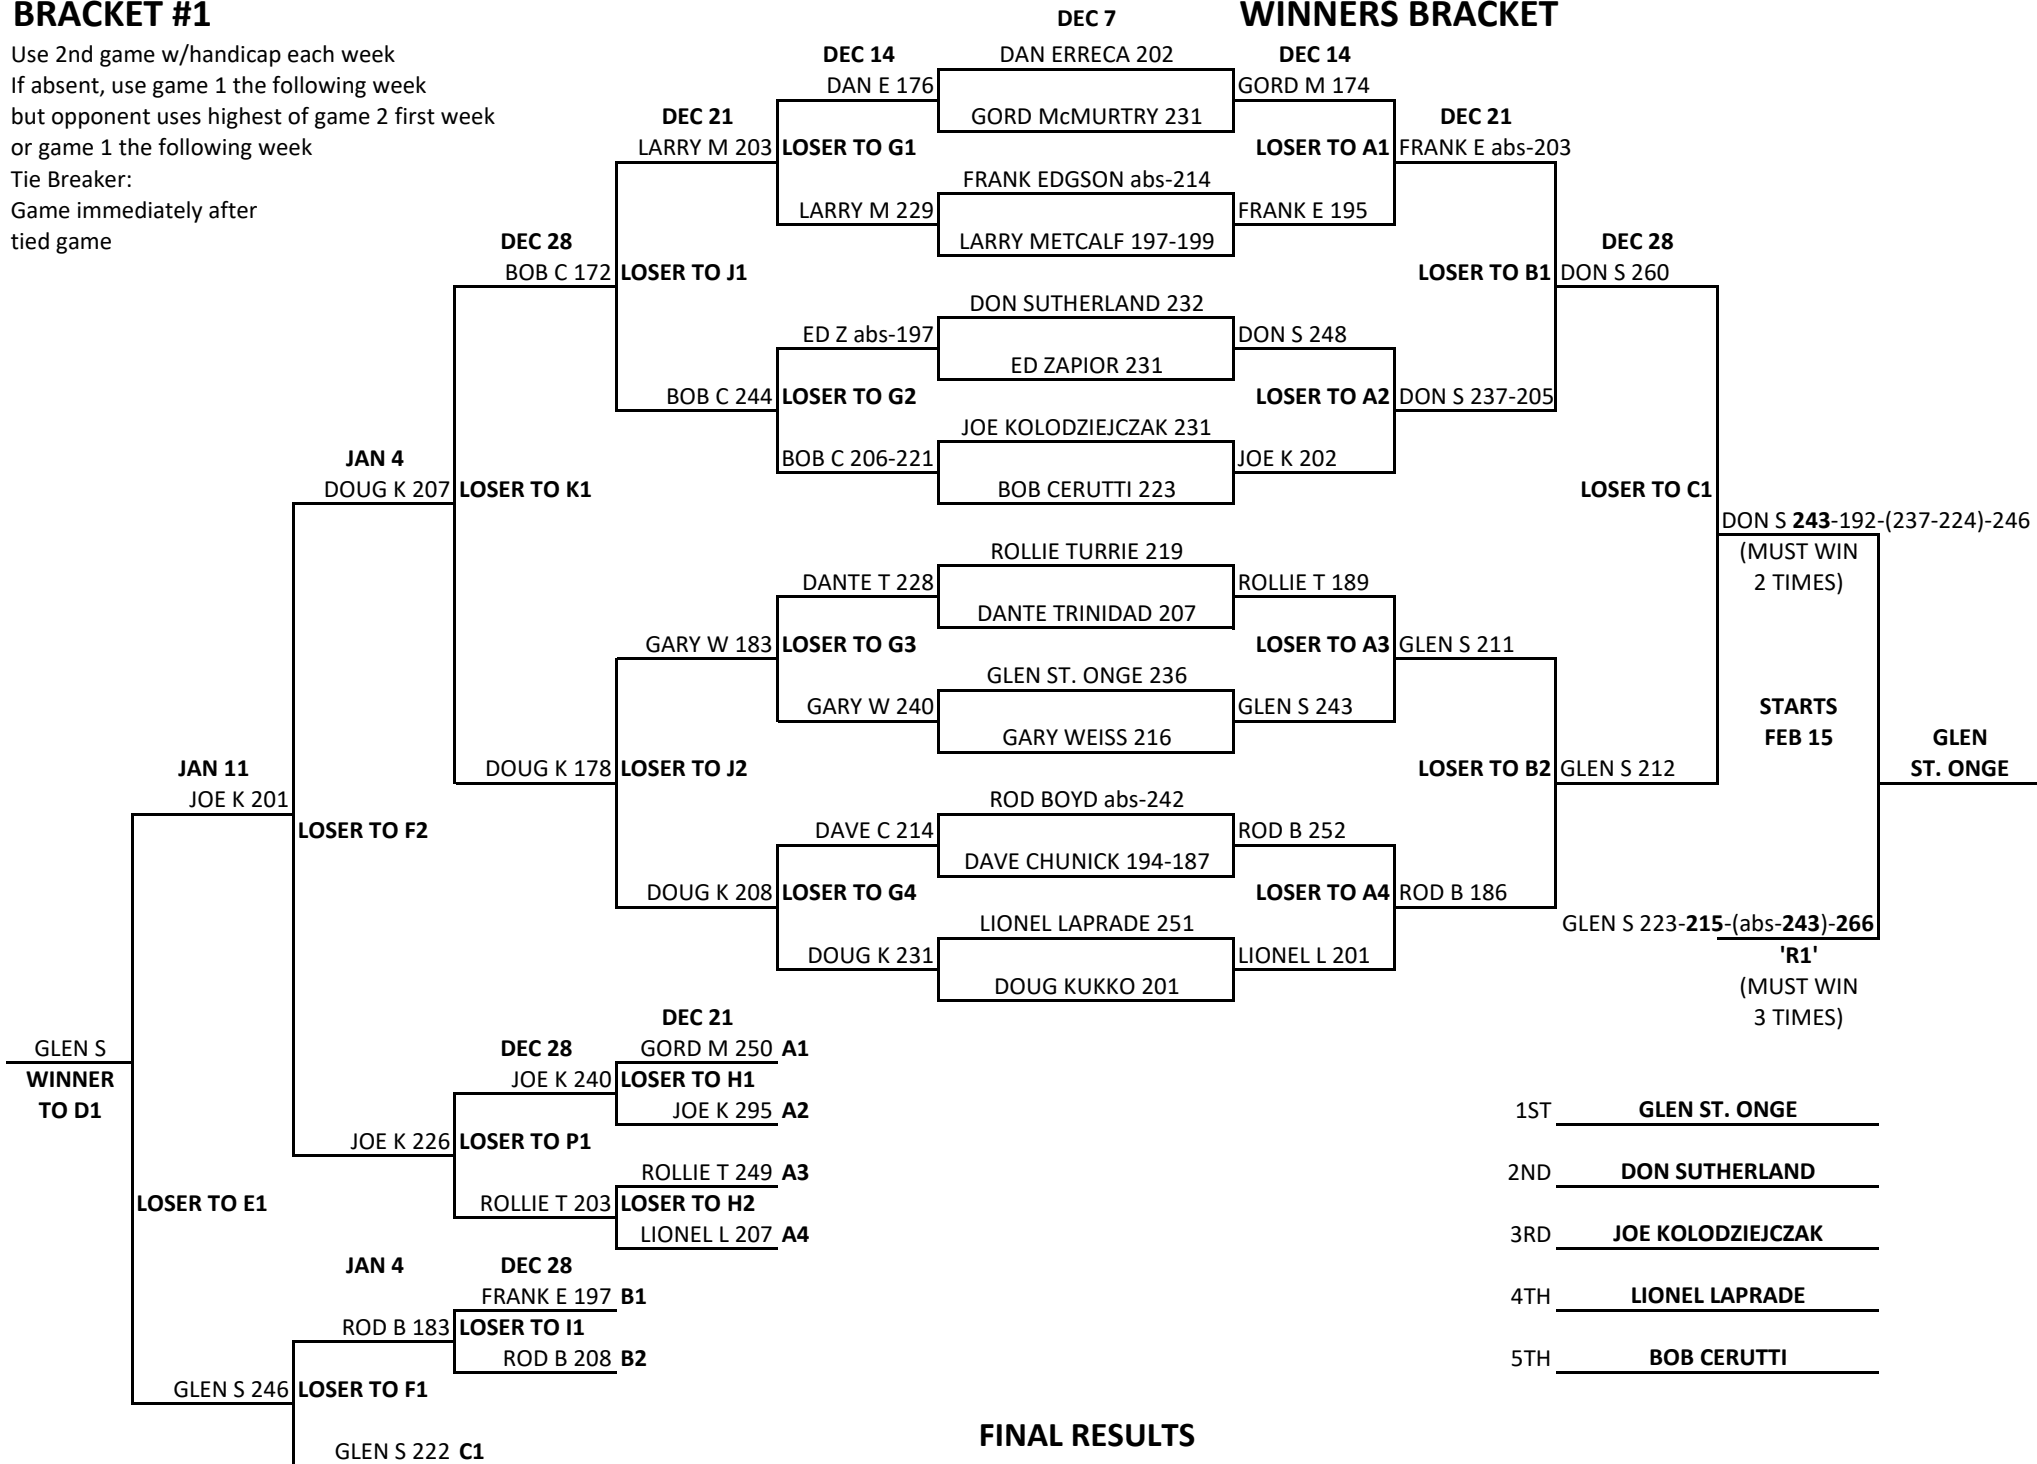 BRACKET #1
DEC 7
WINNERS BRACKET
Use 2nd game w/handicap each week
If absent, use game 1 the following week
but opponent uses highest of game 2 first week
or game 1 the following week
Tie Breaker:
Game immediately after
tied game
DEC 14
DAN ERRECA 202
DEC 14
DAN E 176
GORD M 174
GORD McMURTRY 231
DEC 21
DEC 21
LARRY M 203
LOSER TO G1
LOSER TO A1
FRANK E abs-203
FRANK EDGSON abs-214
LARRY M 229
FRANK E 195
LARRY METCALF 197-199
DEC 28
DEC 28
BOB C 172
LOSER TO J1
LOSER TO B1
DON S 260
DON SUTHERLAND 232
ED Z abs-197
DON S 248
ED ZAPIOR 231
BOB C 244
LOSER TO G2
LOSER TO A2
DON S 237-205
JOE KOLODZIEJCZAK 231
JAN 4
BOB C 206-221
JOE K 202
DOUG K 207
LOSER TO K1
BOB CERUTTI 223
LOSER TO C1
DON S 243-192-(237-224)-246
ROLLIE TURRIE 219
(MUST WIN
2 TIMES)
DANTE T 228
ROLLIE T 189
DANTE TRINIDAD 207
GARY W 183
LOSER TO G3
LOSER TO A3
GLEN S 211
GLEN ST. ONGE 236
GARY W 240
GLEN S 243
STARTS
FEB 15
GARY WEISS 216
GLEN
ST. ONGE
JAN 11
DOUG K 178
LOSER TO J2
LOSER TO B2
GLEN S 212
JOE K 201
ROD BOYD abs-242
LOSER TO F2
DAVE C 214
ROD B 252
DAVE CHUNICK 194-187
DOUG K 208
LOSER TO G4
LOSER TO A4
ROD B 186
LIONEL LAPRADE 251
GLEN S 223-215-(abs-243)-266
DOUG K 231
LIONEL L 201
'R1'
DOUG KUKKO 201
(MUST WIN
3 TIMES)
DEC 21
GLEN S
DEC 28
GORD M 250 A1
WINNER
TO D1
JOE K 240
LOSER TO H1
JOE K 295 A2
1ST GLEN ST. ONGE
JOE K 226
LOSER TO P1
ROLLIE T 249 A3
2ND DON SUTHERLAND
LOSER TO E1
ROLLIE T 203
LOSER TO H2
LIONEL L 207 A4
3RD JOE KOLODZIEJCZAK
JAN 4
DEC 28
FRANK E 197 B1
4TH LIONEL LAPRADE
ROD B 183
LOSER TO I1
ROD B 208 B2
5TH BOB CERUTTI
GLEN S 246
LOSER TO F1
FINAL RESULTS
GLEN S 222 C1